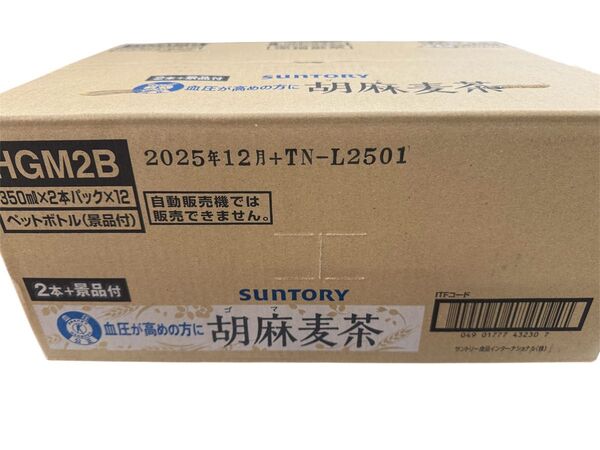 2本+景品付
SUNTORY
血圧が高めの方に
胡麻麦茶
HGM2B
2025年12月+TN-L2501
350ml×2本パック×12
ペットボトル(景品付)
自動販売機では
販売できません。
2本+景品付
SUNTORY
ゴマ
血圧が高めの方に
胡麻麦茶
ITFコード
049 01777 43230 7
サントリー食品インターナショナル(株)